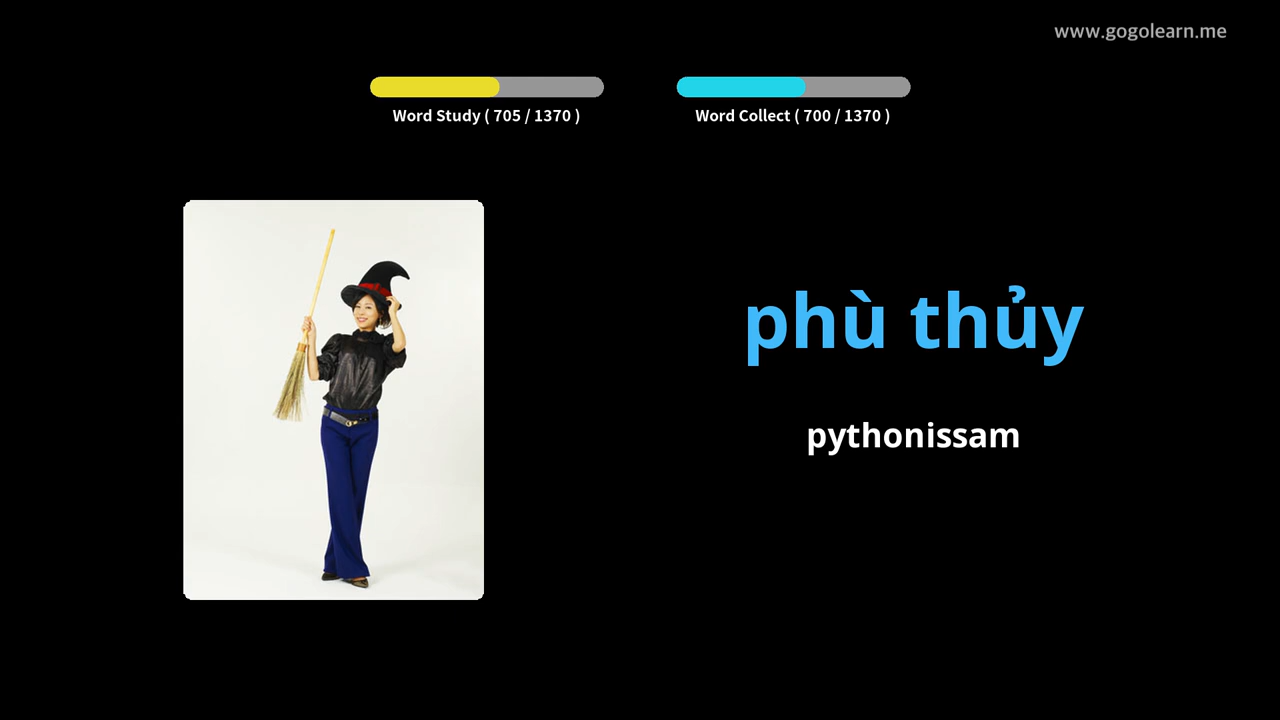 www.gogolearn.me
Word Study ( 705 / 1370 )
Word Collect ( 700 / 1370 )
phù thủy
pythonissam